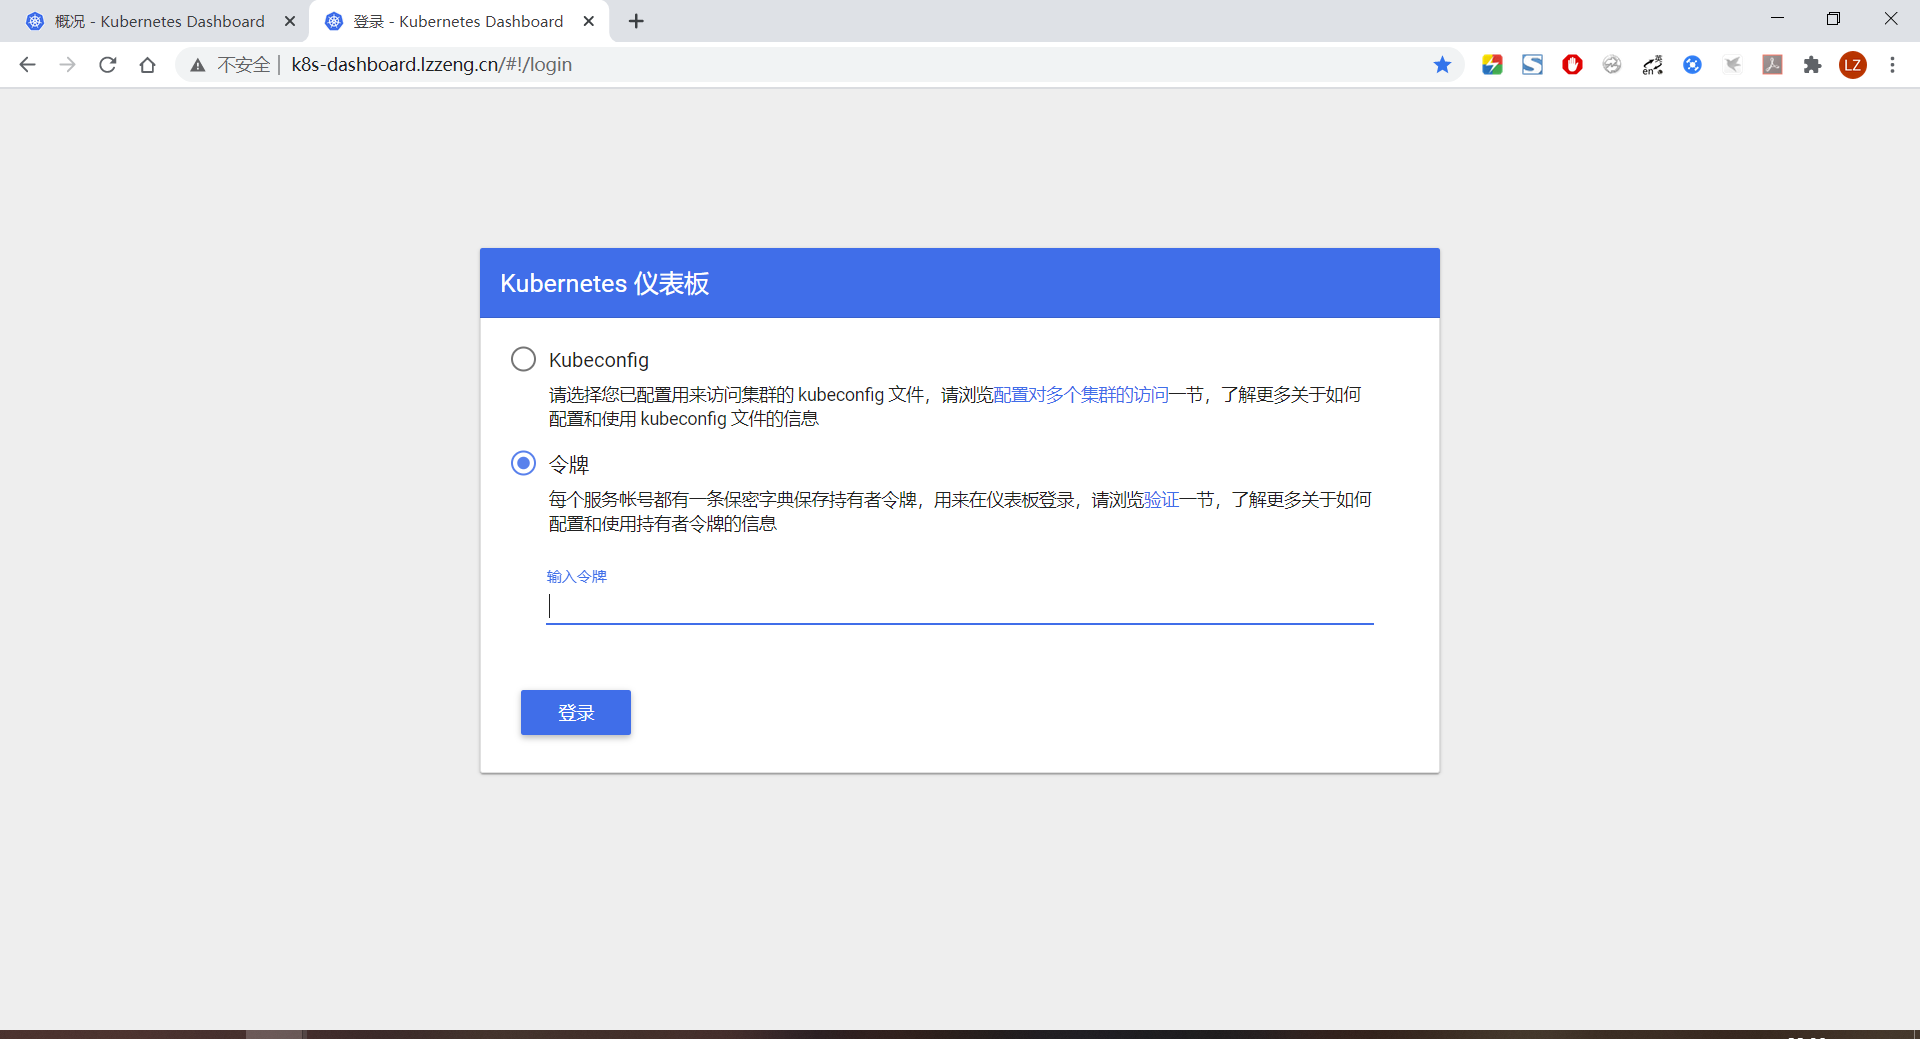 概况 - Kubernetes Dashboard
登录 - Kubernetes Dashboard
不安全 | k8s-dashboard.lzzeng.cn/#!/login
S
英
en
LZ
Kubernetes 仪表板
Kubeconfig
请选择您已配置用来访问集群的 kubeconfig 文件，请浏览配置对多个集群的访问一节，了解更多关于如何
配置和使用 kubeconfig 文件的信息
令牌
每个服务帐号都有一条保密字典保存持有者令牌，用来在仪表板登录，请浏览验证一节，了解更多关于如何
配置和使用持有者令牌的信息
输入令牌
登录